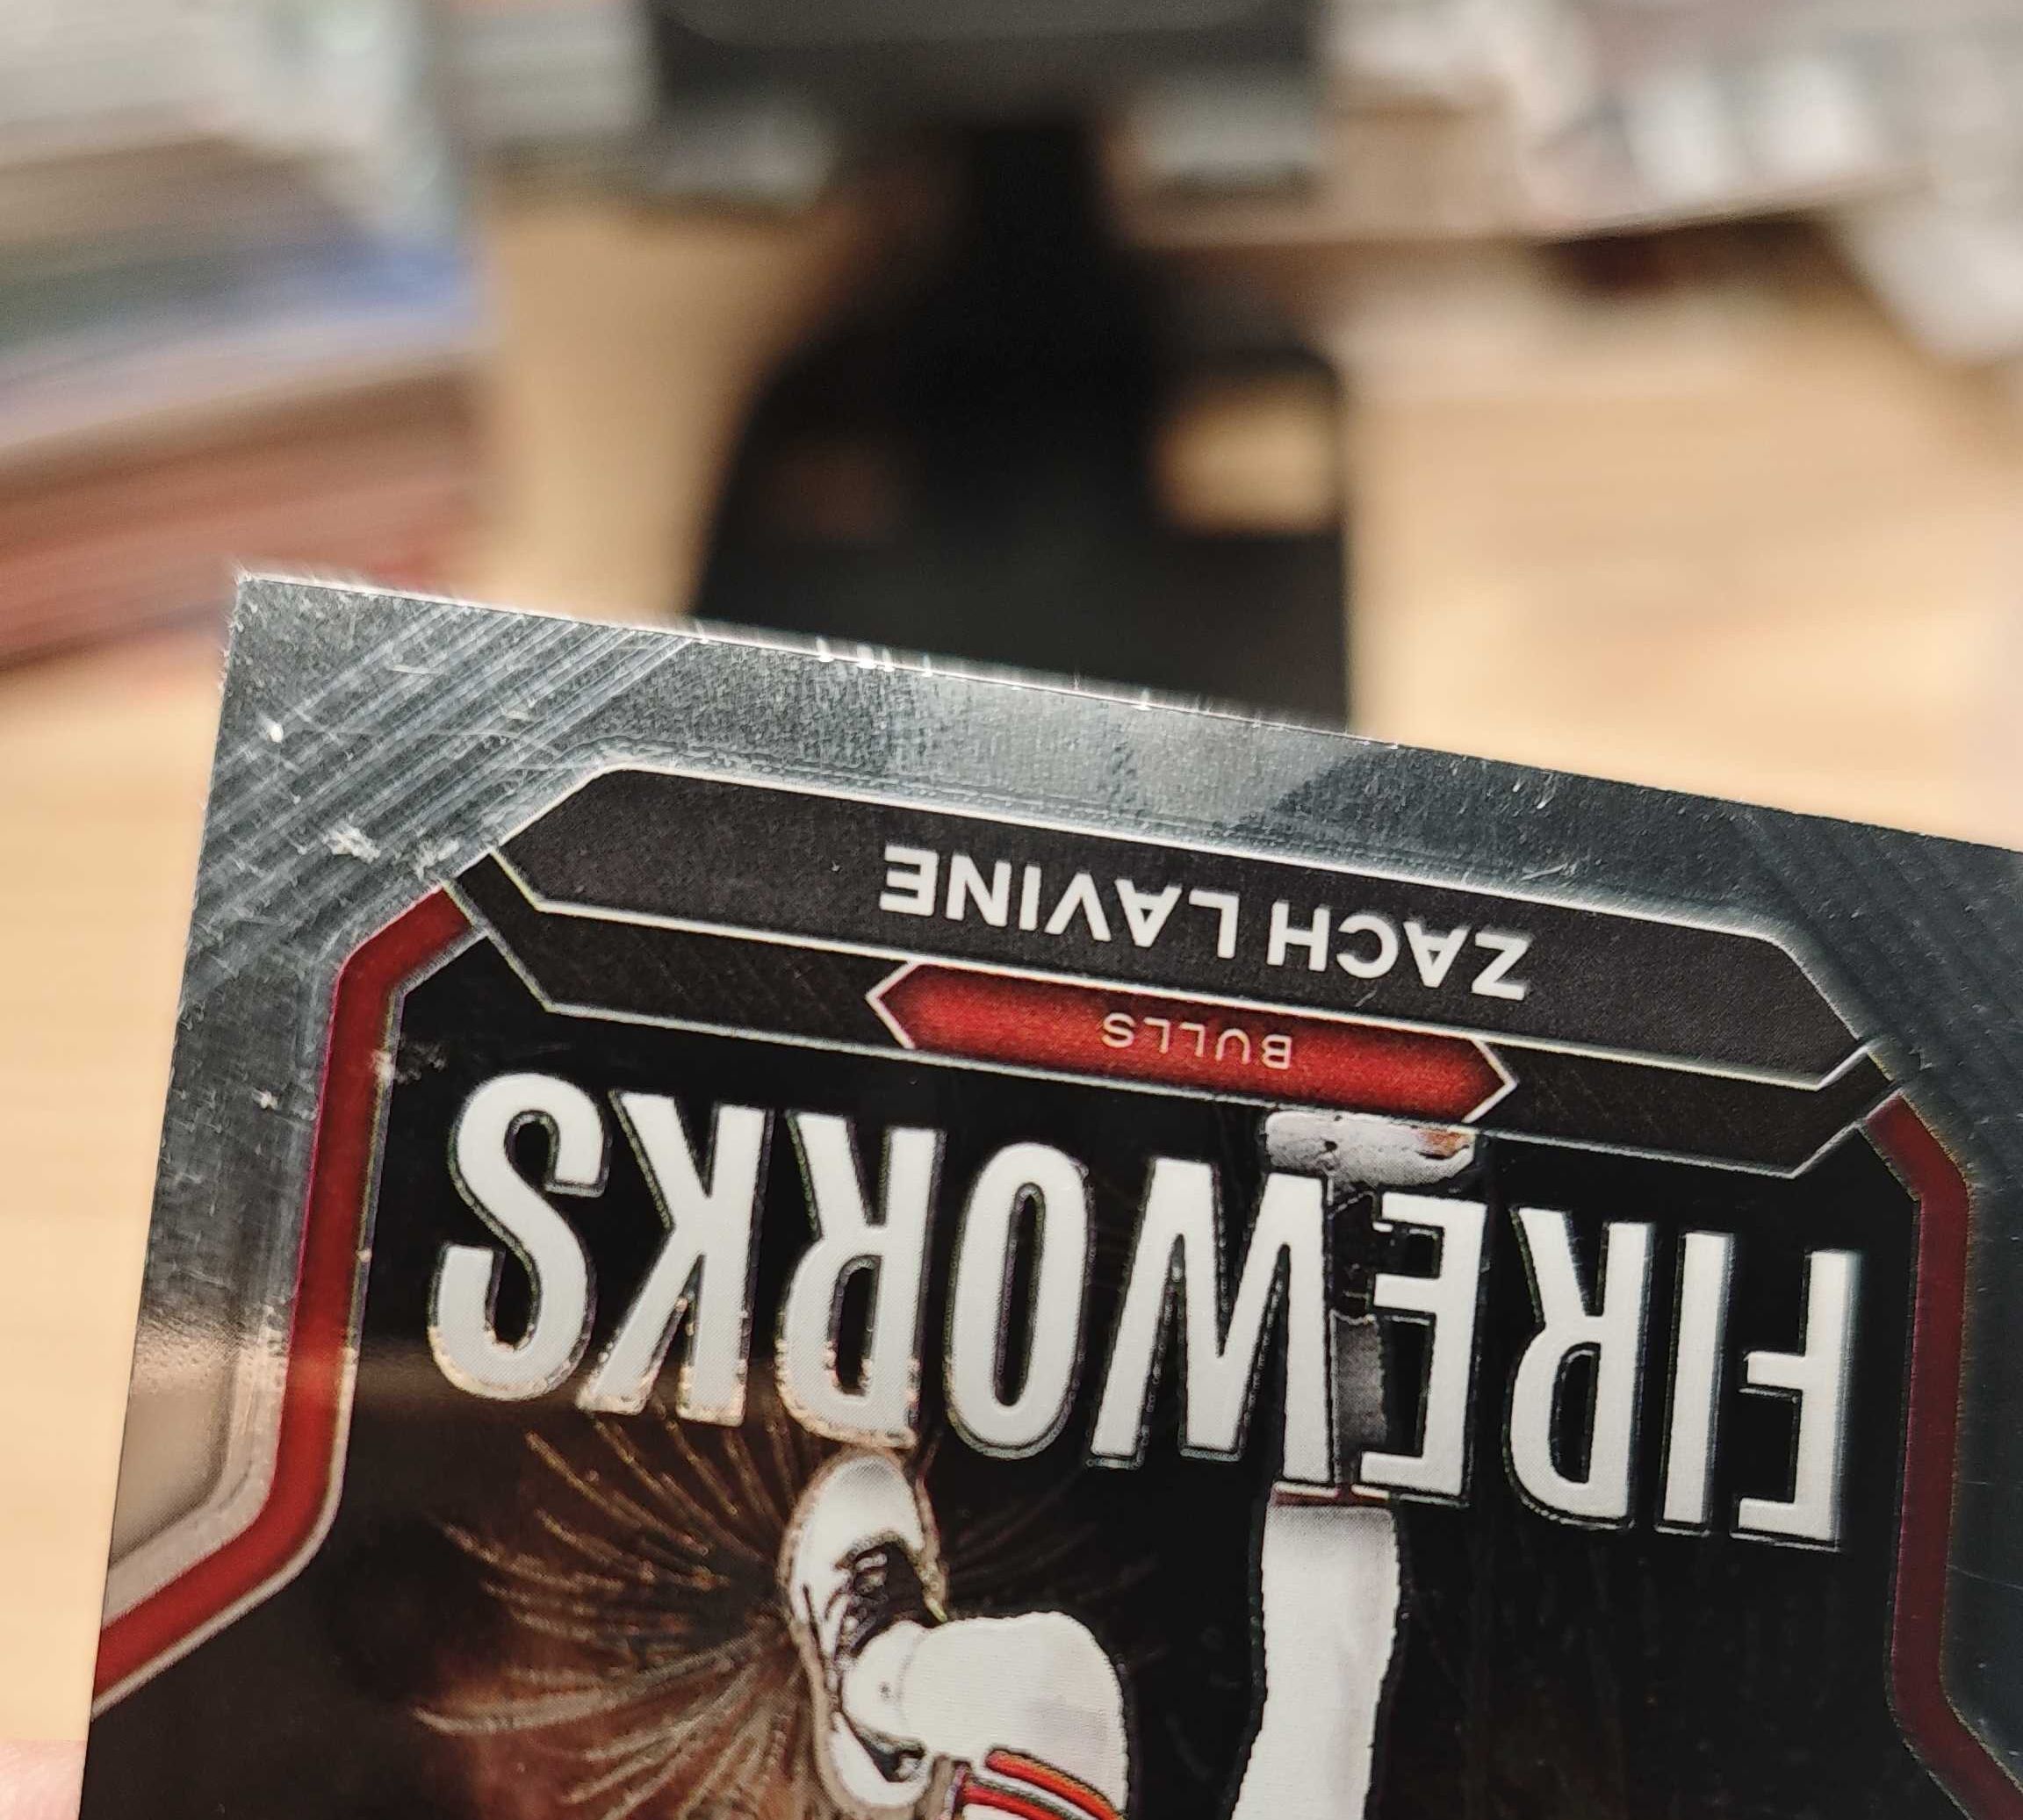 FIREWORKS
BULLS
ZACH LAVINE